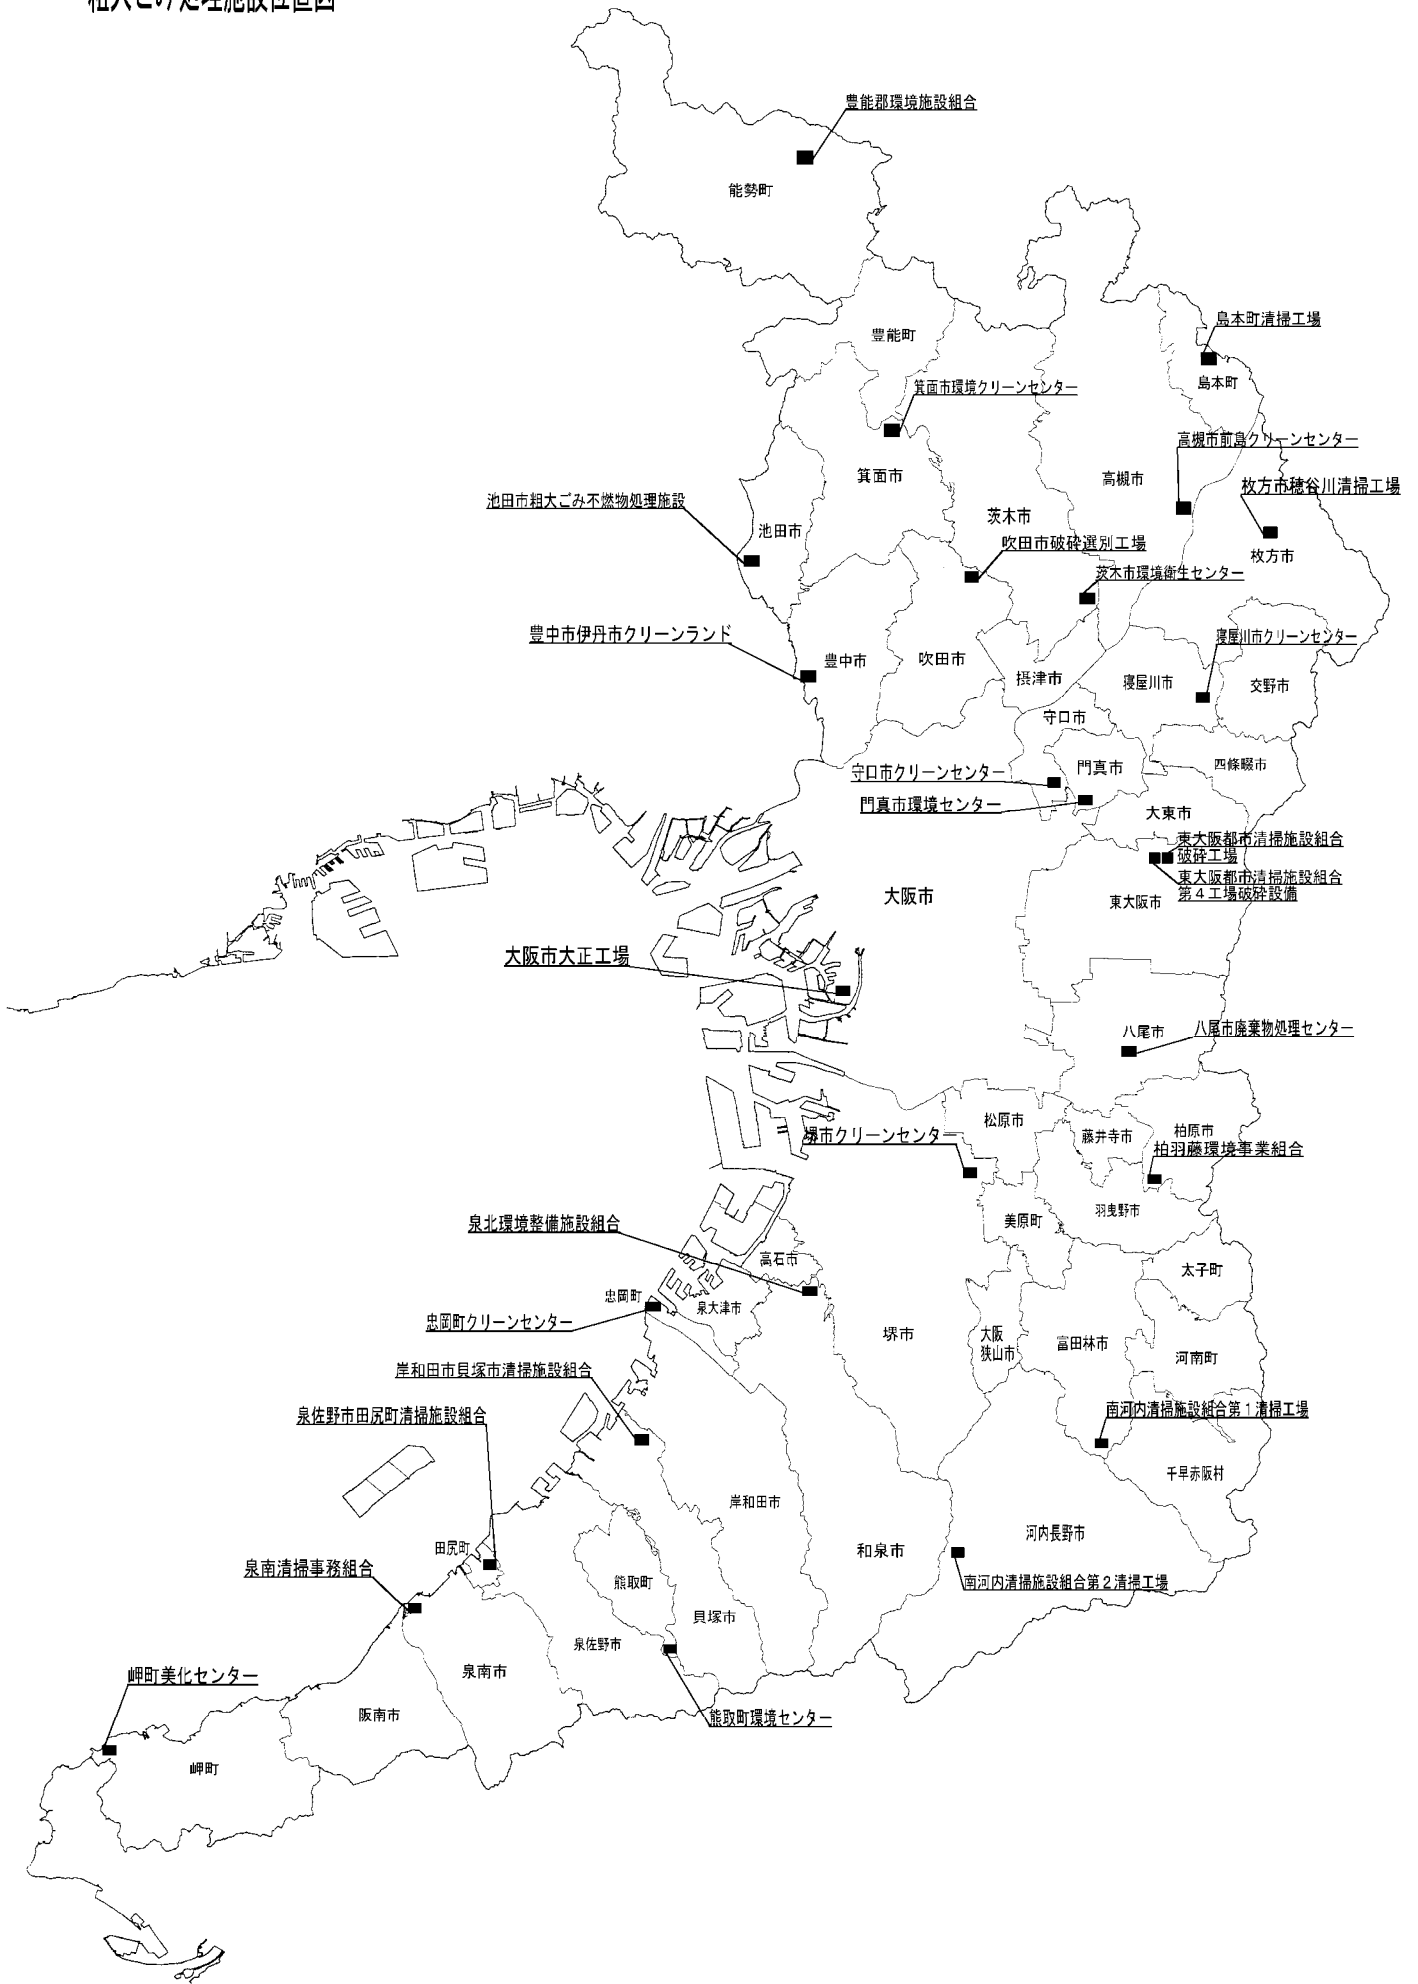 粗大ごみ処理施設位置図
豊能郡環境施設組合
能勢町
豊能町
島本町清掃工場
島本町
箕面市環境クリーンセンター
高槻市前島クリーンセンター
箕面市
高槻市
枚方市穂谷川清掃工場
池田市粗大ごみ不燃物処理施設
茨木市
池田市
吹田市破砕選別工場
枚方市
茨木市環境衛生センター
豊中市伊丹市クリーンランド
寝屋川市クリーンセンター
豊中市
吹田市
摂津市
寝屋川市
交野市
守口市
守口市クリーンセンター
門真市
四條畷市
門真市環境センター
大東市
東大阪都市清掃施設組合
破砕工場
東大阪都市清掃施設組合
第４工場破砕設備
大阪市
東大阪市
大阪市大正工場
八尾市
八尾市廃棄物処理センター
松原市
堺市クリーンセンター
藤井寺市
柏原市
柏羽藤環境事業組合
泉北環境整備施設組合
美原町
羽曳野市
高石市
太子町
忠岡町
泉大津市
忠岡町クリーンセンター
堺市
大阪
狭山市
富田林市
河南町
岸和田市貝塚市清掃施設組合
泉佐野市田尻町清掃施設組合
南河内清掃施設組合第１清掃工場
千早赤阪村
岸和田市
河内長野市
田尻町
和泉市
泉南清掃事務組合
熊取町
南河内清掃施設組合第２清掃工場
貝塚市
泉佐野市
岬町美化センター
泉南市
阪南市
熊取町環境センター
岬町